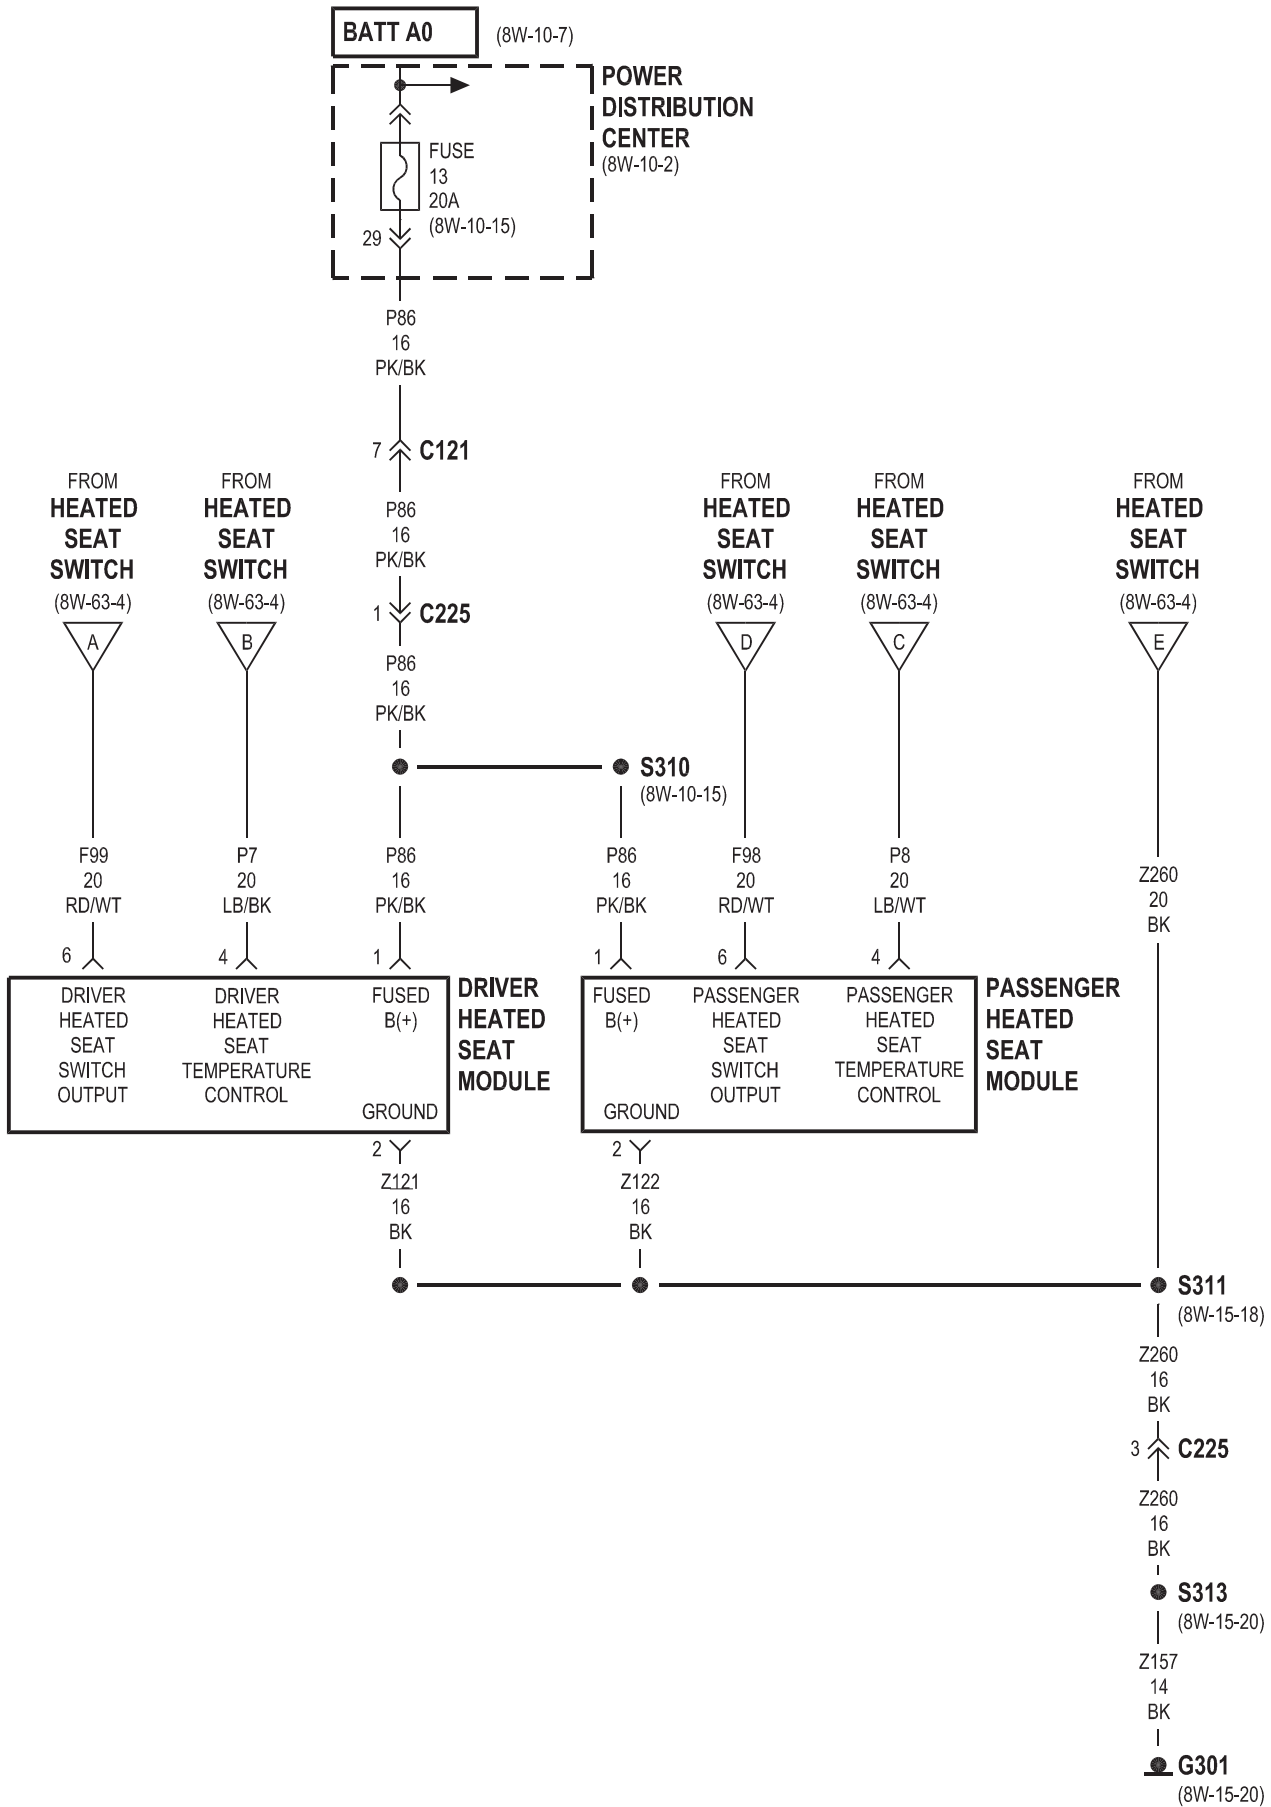 BATT A0
(8W-10-7)
POWER
DISTRIBUTION
CENTER
(8W-10-2)
FUSE
13
20A
(8W-10-15)
29
P86
16
PK/BK
7
C121
P86
16
PK/BK
1
C225
P86
16
PK/BK
FROM
HEATED
SEAT
SWITCH
(8W-63-4)
A
FROM
HEATED
SEAT
SWITCH
(8W-63-4)
B
FROM
HEATED
SEAT
SWITCH
(8W-63-4)
D
FROM
HEATED
SEAT
SWITCH
(8W-63-4)
C
FROM
HEATED
SEAT
SWITCH
(8W-63-4)
E
S310
(8W-10-15)
F99
20
RD/WT
6
P7
20
LB/BK
4
P86
16
PK/BK
1
P86
16
PK/BK
1
F98
20
RD/WT
6
P8
20
LB/WT
4
Z260
20
BK
DRIVER
HEATED
SEAT
SWITCH
OUTPUT
DRIVER
HEATED
SEAT
TEMPERATURE
CONTROL
FUSED
B(+)
GROUND
DRIVER
HEATED
SEAT
MODULE
FUSED
B(+)
GROUND
PASSENGER
HEATED
SEAT
SWITCH
OUTPUT
PASSENGER
HEATED
SEAT
TEMPERATURE
CONTROL
PASSENGER
HEATED
SEAT
MODULE
2
Z121
16
BK
2
Z122
16
BK
S311
(8W-15-18)
Z260
16
BK
3
C225
Z260
16
BK
S313
(8W-15-20)
Z157
14
BK
G301
(8W-15-20)